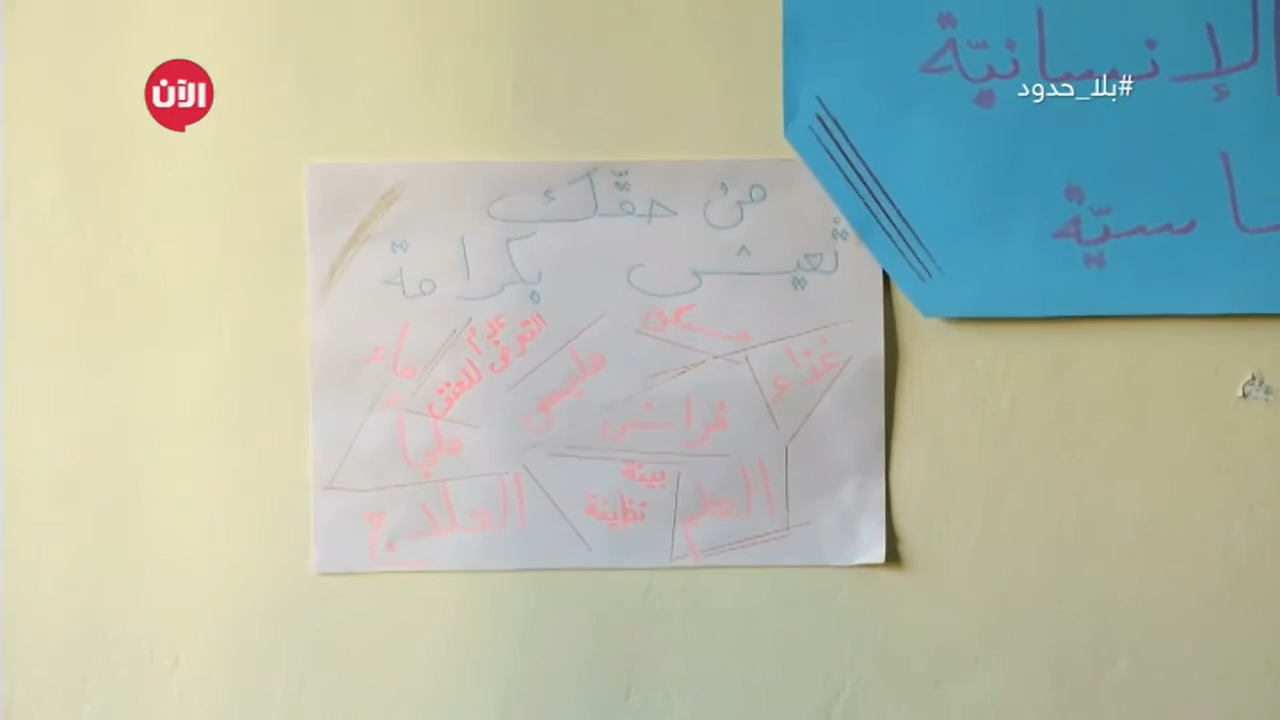 الآن
#بلا_حدود
الإنسانيّة
اسيّة
من حقّك
تعيش بكرامة
مسكن
عدم
التعرض للعنف
ماء
ملبس
غذاء
فراش
بيئة
نظيفة
العلاج